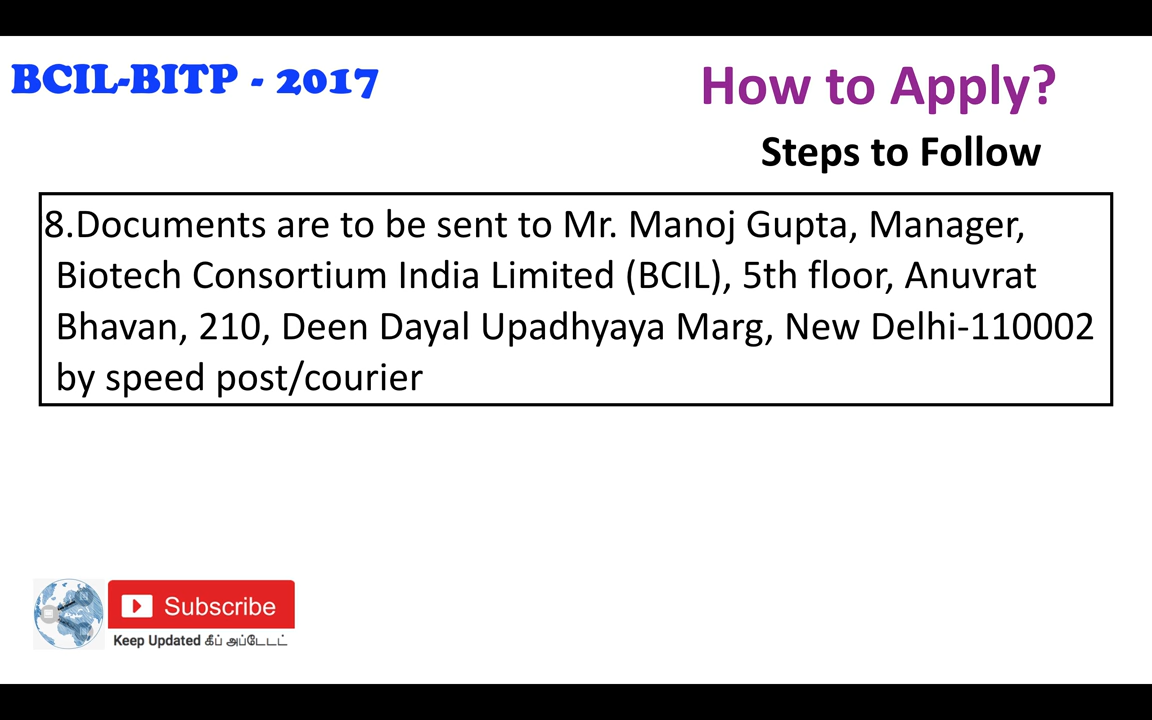 BCIL-BITP - 2017
How to Apply?
Steps to Follow
8.Documents are to be sent to Mr. Manoj Gupta, Manager,
Biotech Consortium India Limited (BCIL), 5th floor, Anuvrat
Bhavan, 210, Deen Dayal Upadhyaya Marg, New Delhi-110002
by speed post/courier
Subscribe
Keep Updated கீப் அப்டேடட்